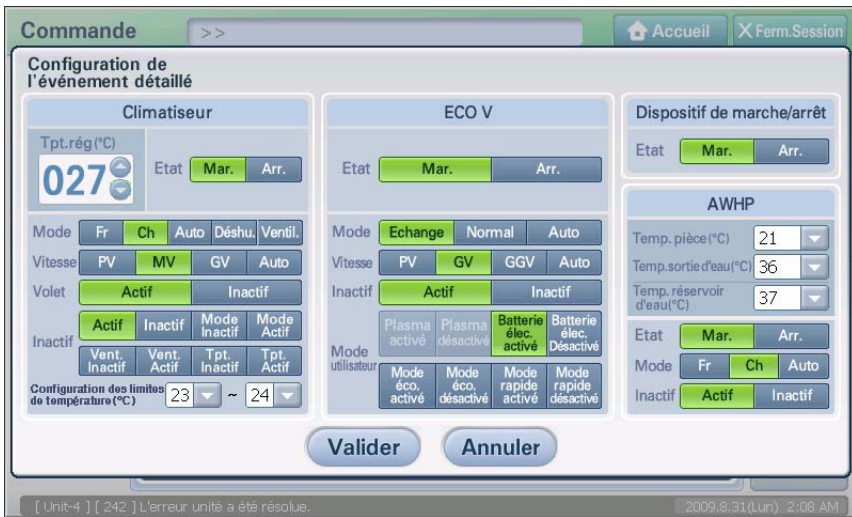 Commande >> Accueil X Ferm.Session
Configuration de
l'événement détaillé
Climatiseur
Tpt.rég (°C)
027
Etat Mar. Arr.
Mode Fr Ch Auto Déshu. Ventil.
Vitesse PV MV GV Auto
Volet Actif Inactif
Inactif
Actif Inactif Mode Inactif Mode Actif
Vent. Inactif Vent. Actif Tpt. Inactif Tpt. Actif
Configuration des limites
de température (°C)
23 ~ 24
ECO V
Etat Mar. Arr.
Mode Echange Normal Auto
Vitesse PV GV GGV Auto
Inactif Actif Inactif
Mode
utilisateur
Plasma activé Plasma désactivé Batterie élec. activé Batterie élec. Désactivé
Mode éco. activé Mode éco. désactivé Mode rapide activé Mode rapide désactivé
Dispositif de marche/arrêt
Etat Mar. Arr.
AWHP
Temp. pièce (°C) 21
Temp.sortie d'eau(°C) 36
Temp. réservoir
d'eau(°C)
37
Etat Mar. Arr.
Mode Fr Ch Auto
Inactif Actif Inactif
Valider Annuler
[ Unit-4 ] [ 242 ] L'erreur unité a été résolue. 2009.8.31(Lun) 2:08 AM